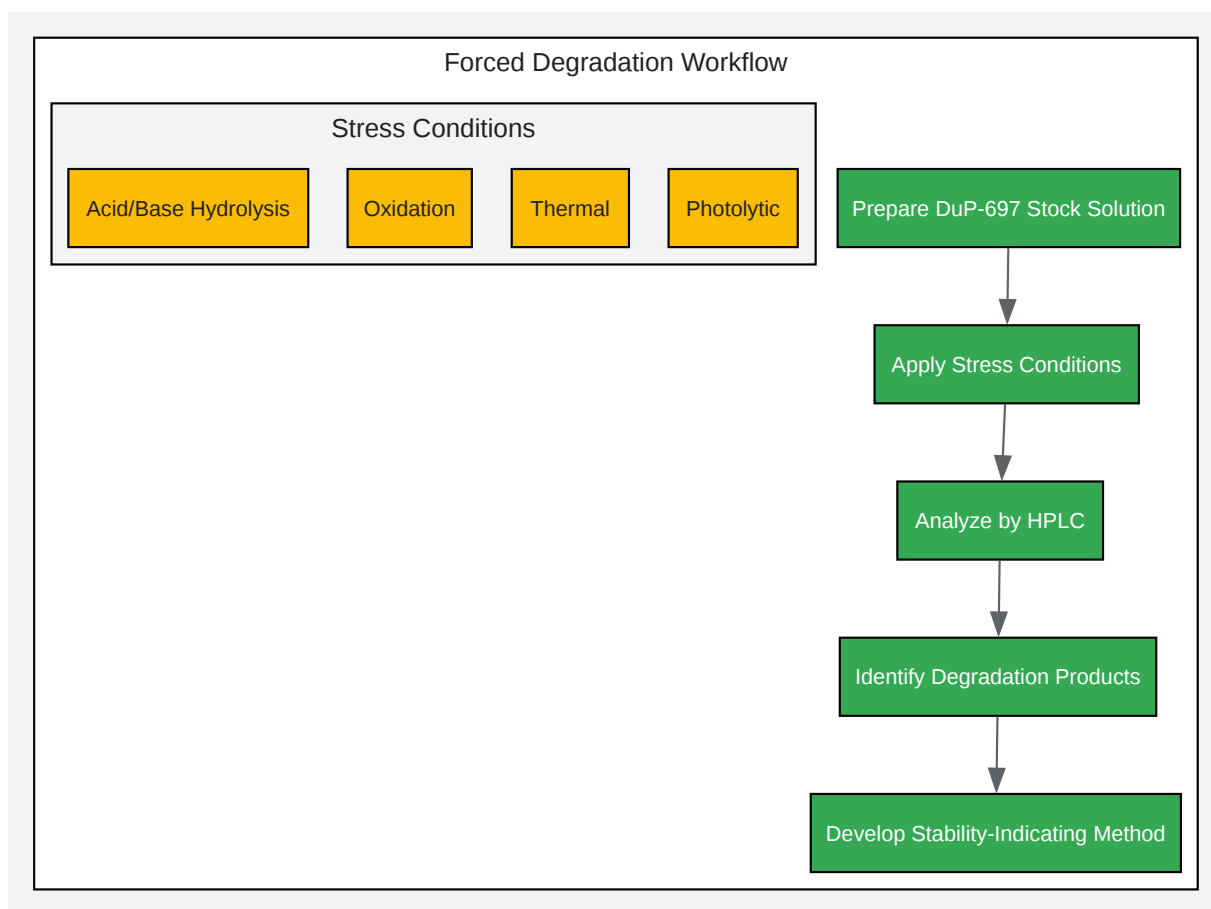 Forced Degradation Workflow
Stress Conditions
Acid/Base Hydrolysis
Oxidation
Thermal
Photolytic
Prepare DuP-697 Stock Solution
Apply Stress Conditions
Analyze by HPLC
Identify Degradation Products
Develop Stability-Indicating Method